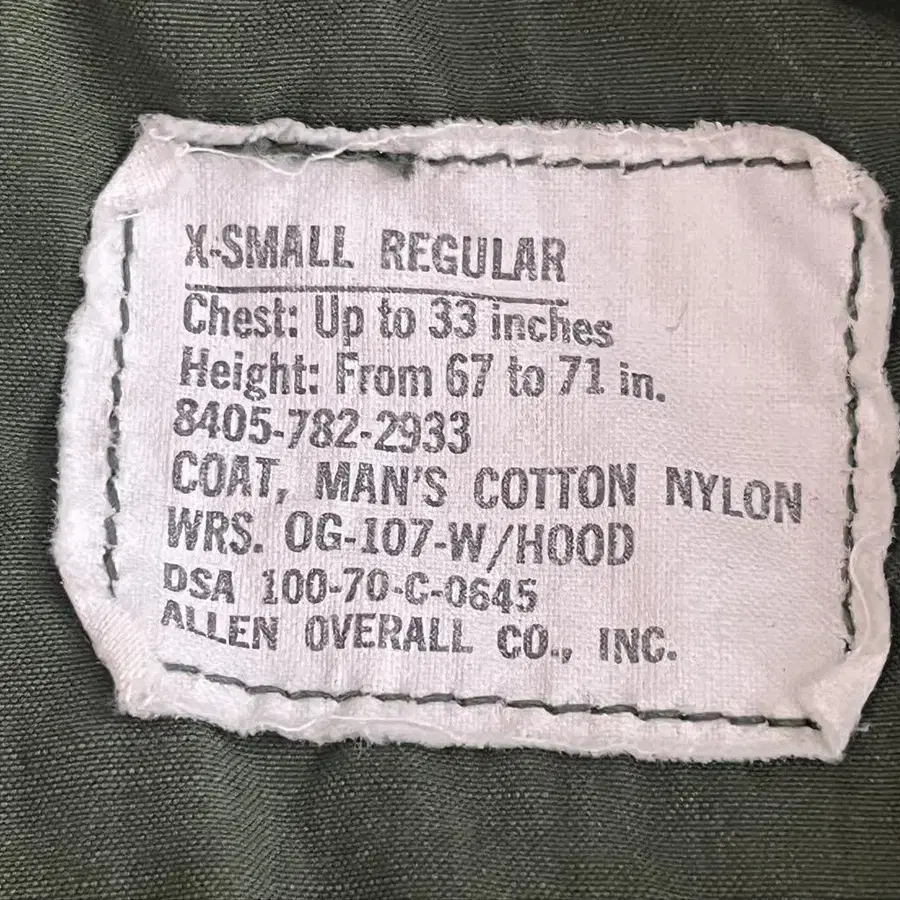 X-SMALL REGULAR
Chest: Up to 33 inches
Height: From 67 to 71 in.
8405-782-2933
COAT, MAN'S COTTON NYLON
WRS. OG-107-W/HOOD
DSA 100-70-C-0645
ALLEN OVERALL CO., INC.